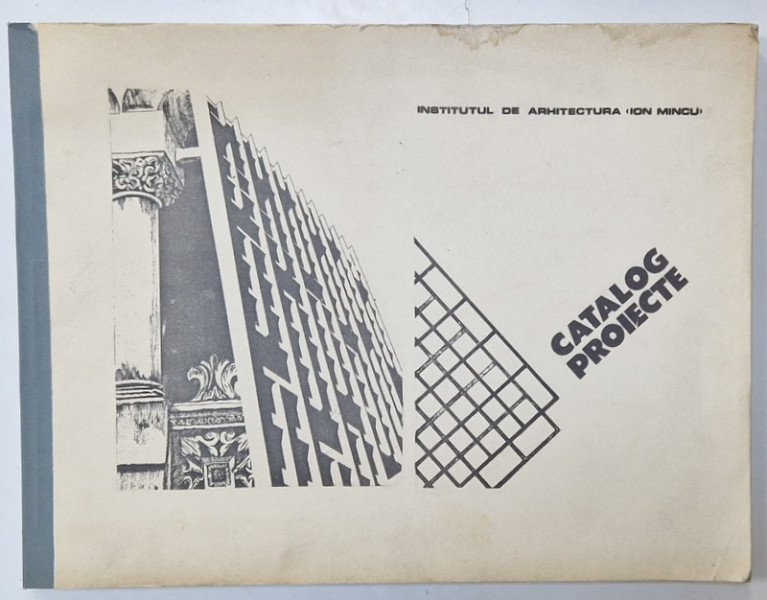 INSTITUTUL DE ARHITECTURA ‹ION MINCU›
CATALOG
PROIECTE